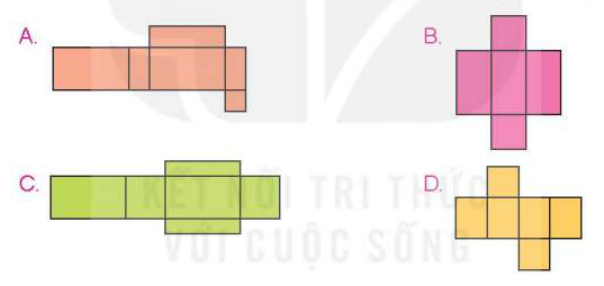 A.
B.
C.
D.
KẾT NỐI TRI THỨC
VỚI CUỘC SỐNG